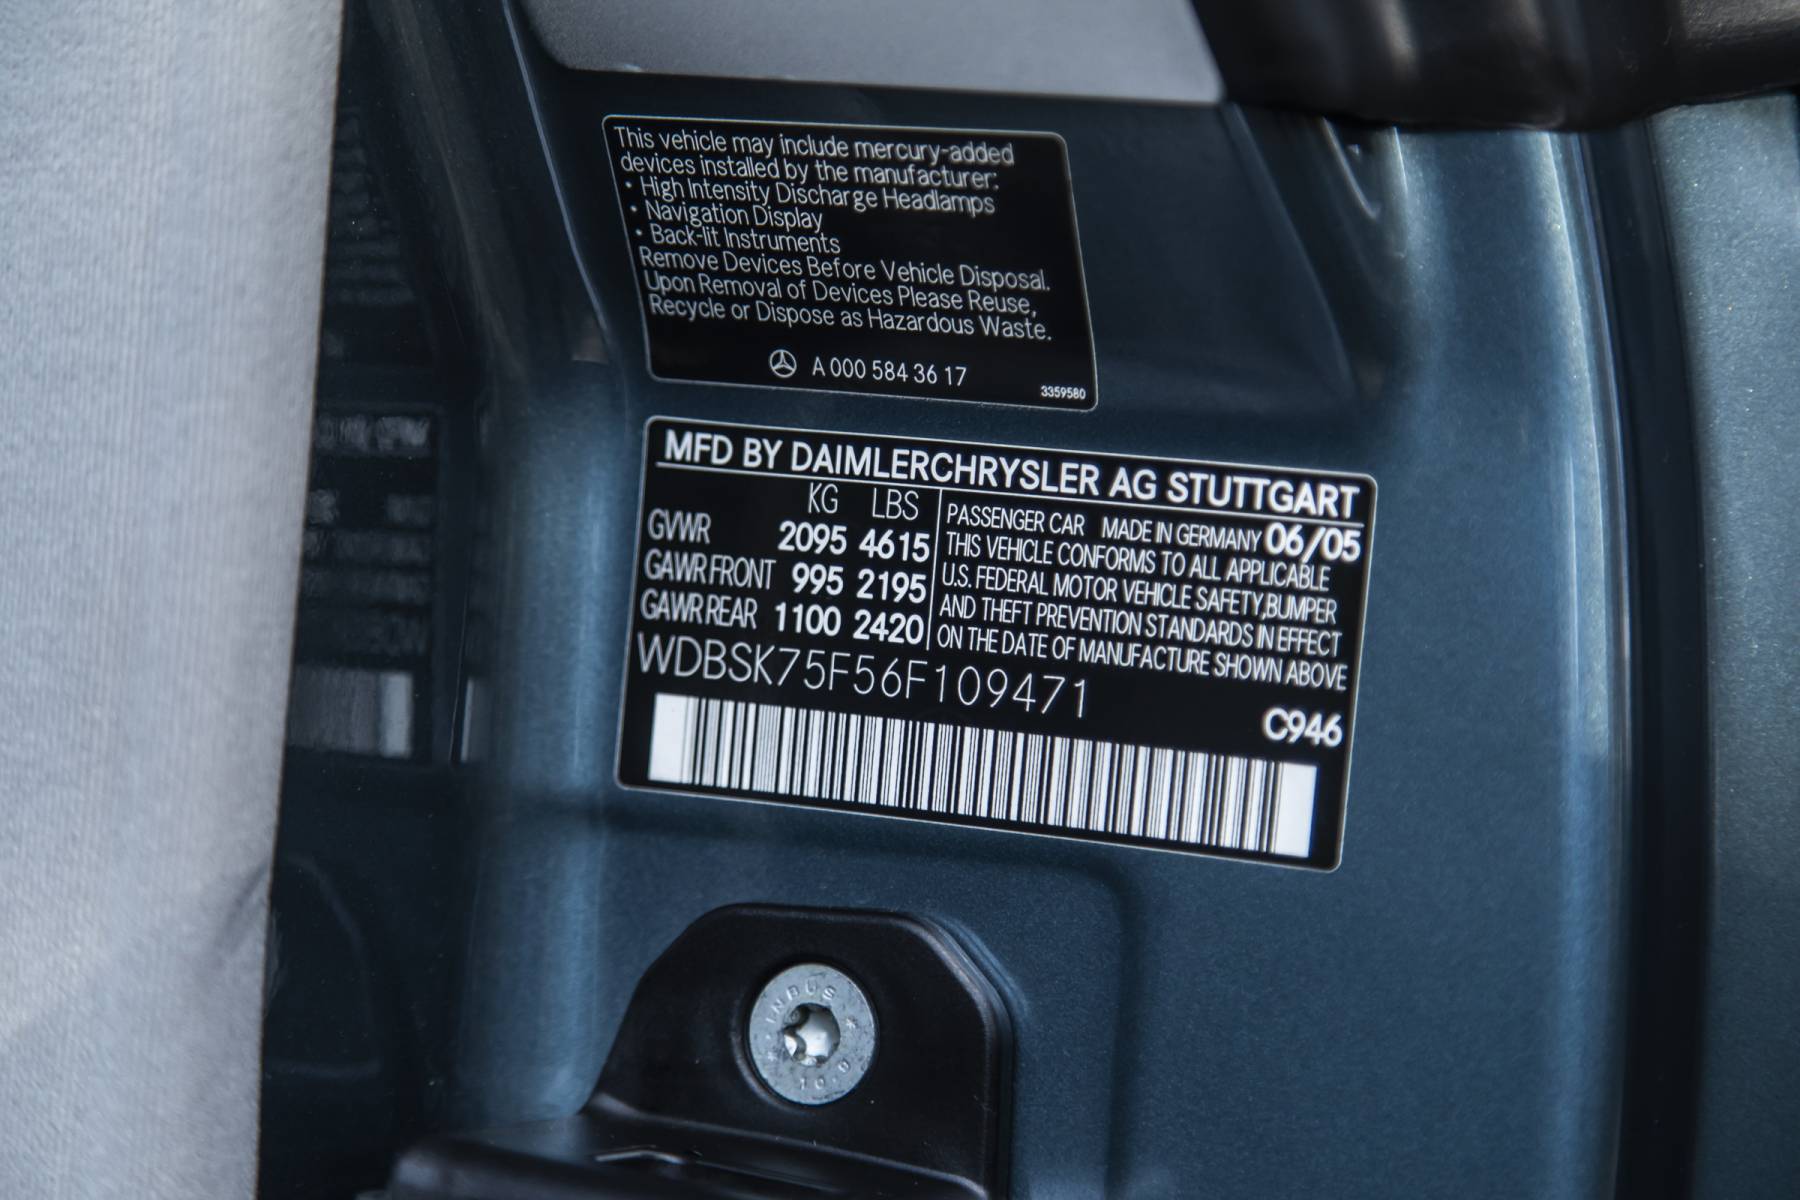 This vehicle may include mercury-added
devices installed by the manufacturer:
• High Intensity Discharge Headlamps
• Navigation Display
• Back-lit Instruments
Remove Devices Before Vehicle Disposal.
Upon Removal of Devices Please Reuse,
Recycle or Dispose as Hazardous Waste.
A 000 584 36 17
3359580
MFD BY DAIMLERCHRYSLER AG STUTTGART
KG LBS
GVWR 2095 4615
GAWR FRONT 995 2195
GAWR REAR 1100 2420
PASSENGER CAR MADE IN GERMANY 06/05
THIS VEHICLE CONFORMS TO ALL APPLICABLE
U.S. FEDERAL MOTOR VEHICLE SAFETY,BUMPER
AND THEFT PREVENTION STANDARDS IN EFFECT
ON THE DATE OF MANUFACTURE SHOWN ABOVE
WDBSK75F56F109471
C946
INBUS
10.9